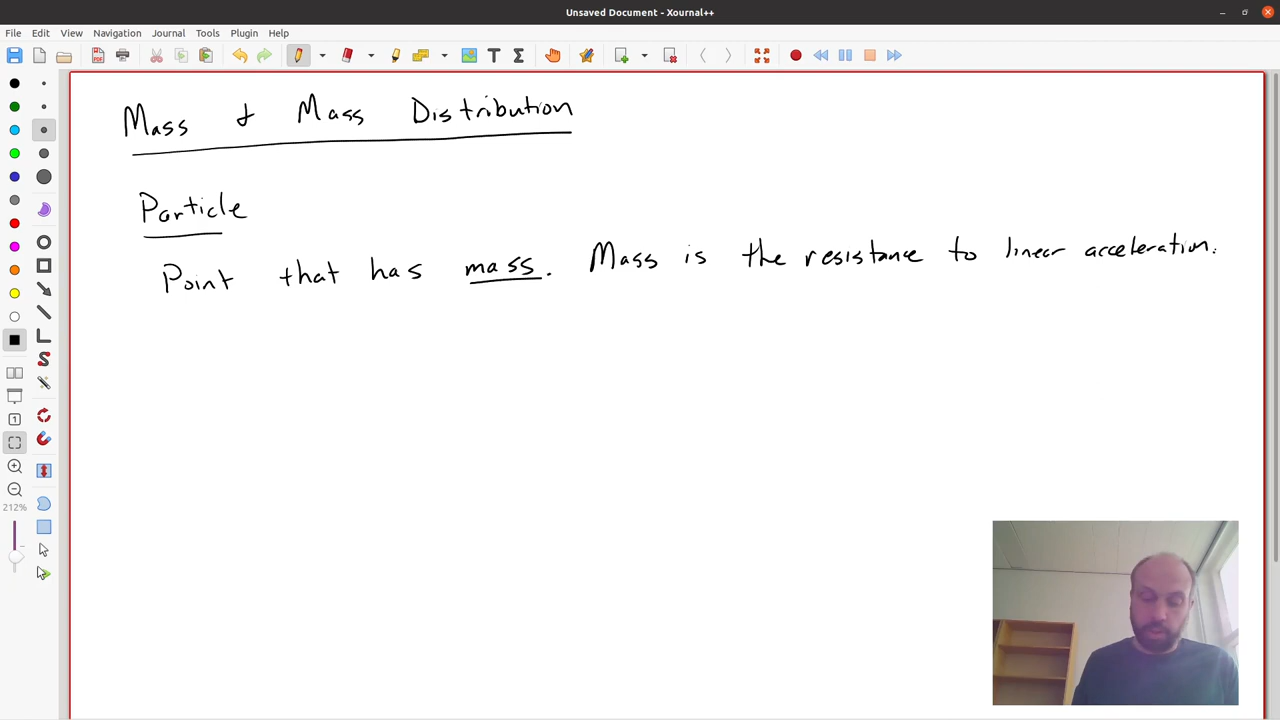 Unsaved Document - Xournal++
File Edit View Navigation Journal Tools Plugin Help
Mass & Mass Distribution
Particle
Point that has mass. Mass is the resistance to linear acceleration.
212%